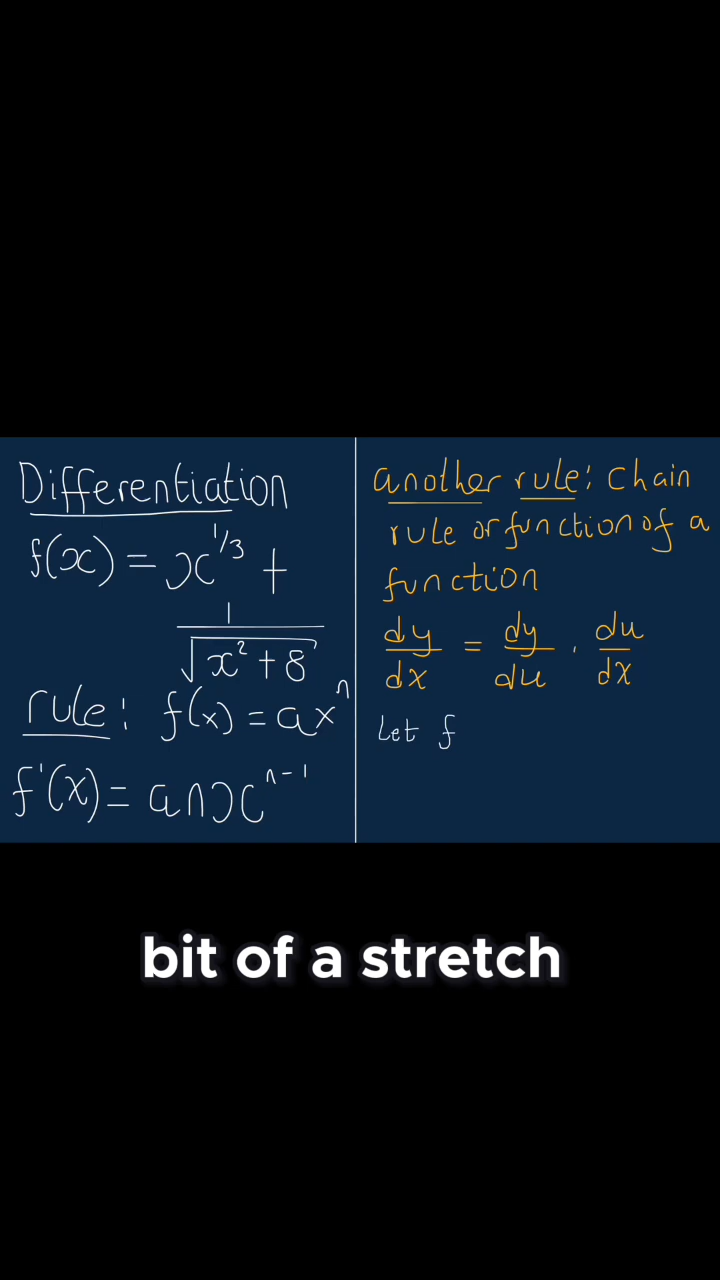 Differentiation
f(x) = x^{1/3} +
1/√(x² + 8)
rule: f(x) = ax^n
f'(x) = anx^{n-1}
another rule: Chain
rule or function of a
function
dy/dx = dy/du · du/dx
Let f
bit of a stretch